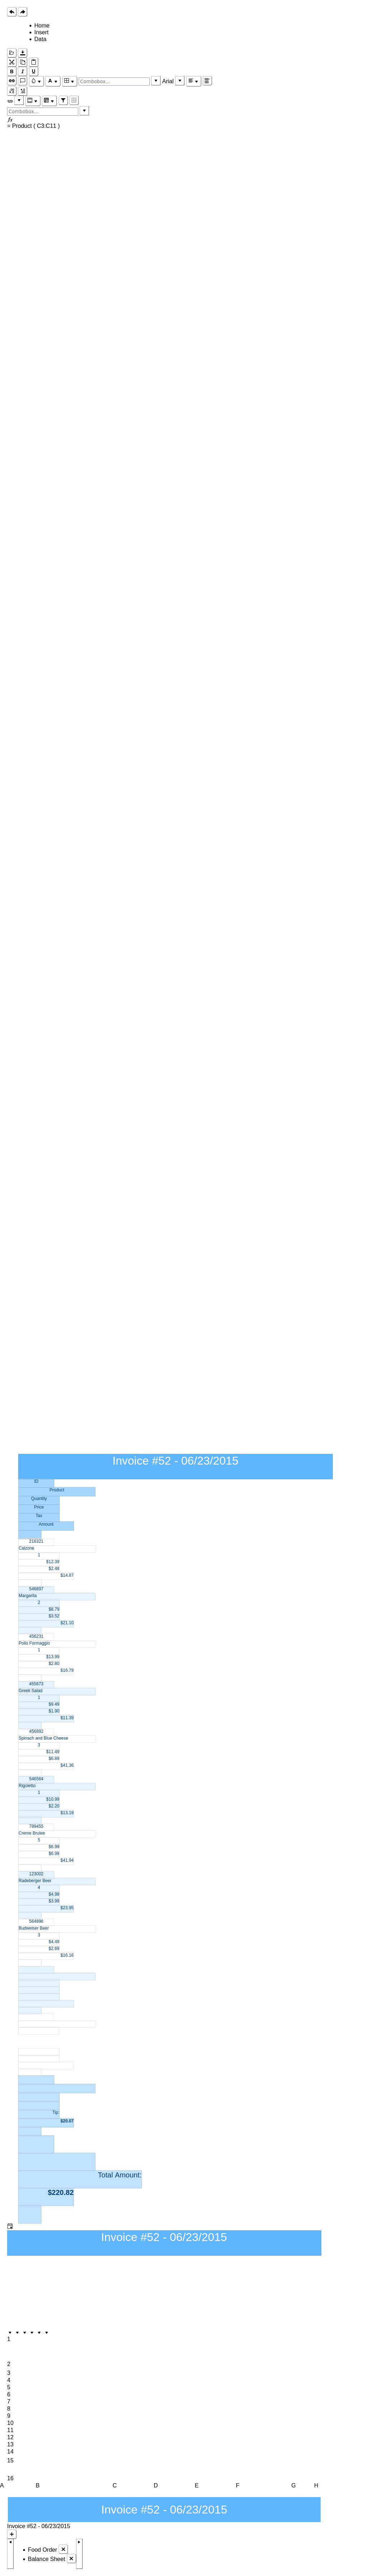 Home
Insert
Data
B I U
A Combobox... Arial
Combobox...
fx
= Product ( C3:C11 )
Invoice #52 - 06/23/2015
ID
Product
Quantity
Price
Tax
Amount
216321
Calzone
1
$12.39
$2.48
$14.87
546897
Margarita
2
$8.79
$3.52
$21.10
456231
Pollo Formaggio
1
$13.99
$2.80
$16.79
455873
Greek Salad
1
$9.49
$1.90
$11.39
456892
Spinach and Blue Cheese
3
$11.49
$6.89
$41.36
546564
Rigoletto
1
$10.99
$2.20
$13.19
789455
Creme Brulee
5
$6.99
$6.99
$41.94
123002
Radeberger Beer
4
$4.99
$3.99
$23.95
564896
Budweiser Beer
3
$4.49
$2.69
$16.16
Tip:
$20.07
Total Amount:
$220.82
Invoice #52 - 06/23/2015
1
2
3
4
5
6
7
8
9
10
11
12
13
14
15
16
A B C D E F G H
Invoice #52 - 06/23/2015
Invoice #52 - 06/23/2015
Food Order
Balance Sheet